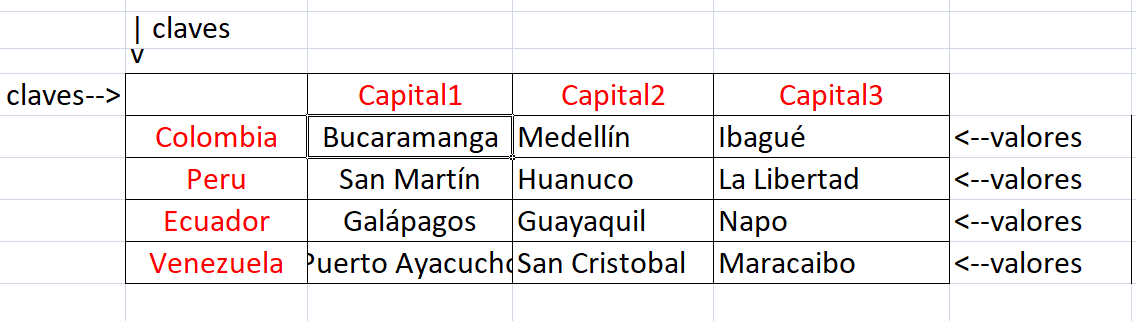 | claves
v
claves--> Capital1 Capital2 Capital3
Colombia Bucaramanga Medellín Ibagué <--valores
Peru San Martín Huanuco La Libertad <--valores
Ecuador Galápagos Guayaquil Napo <--valores
Venezuela Puerto Ayacucho San Cristobal Maracaibo <--valores